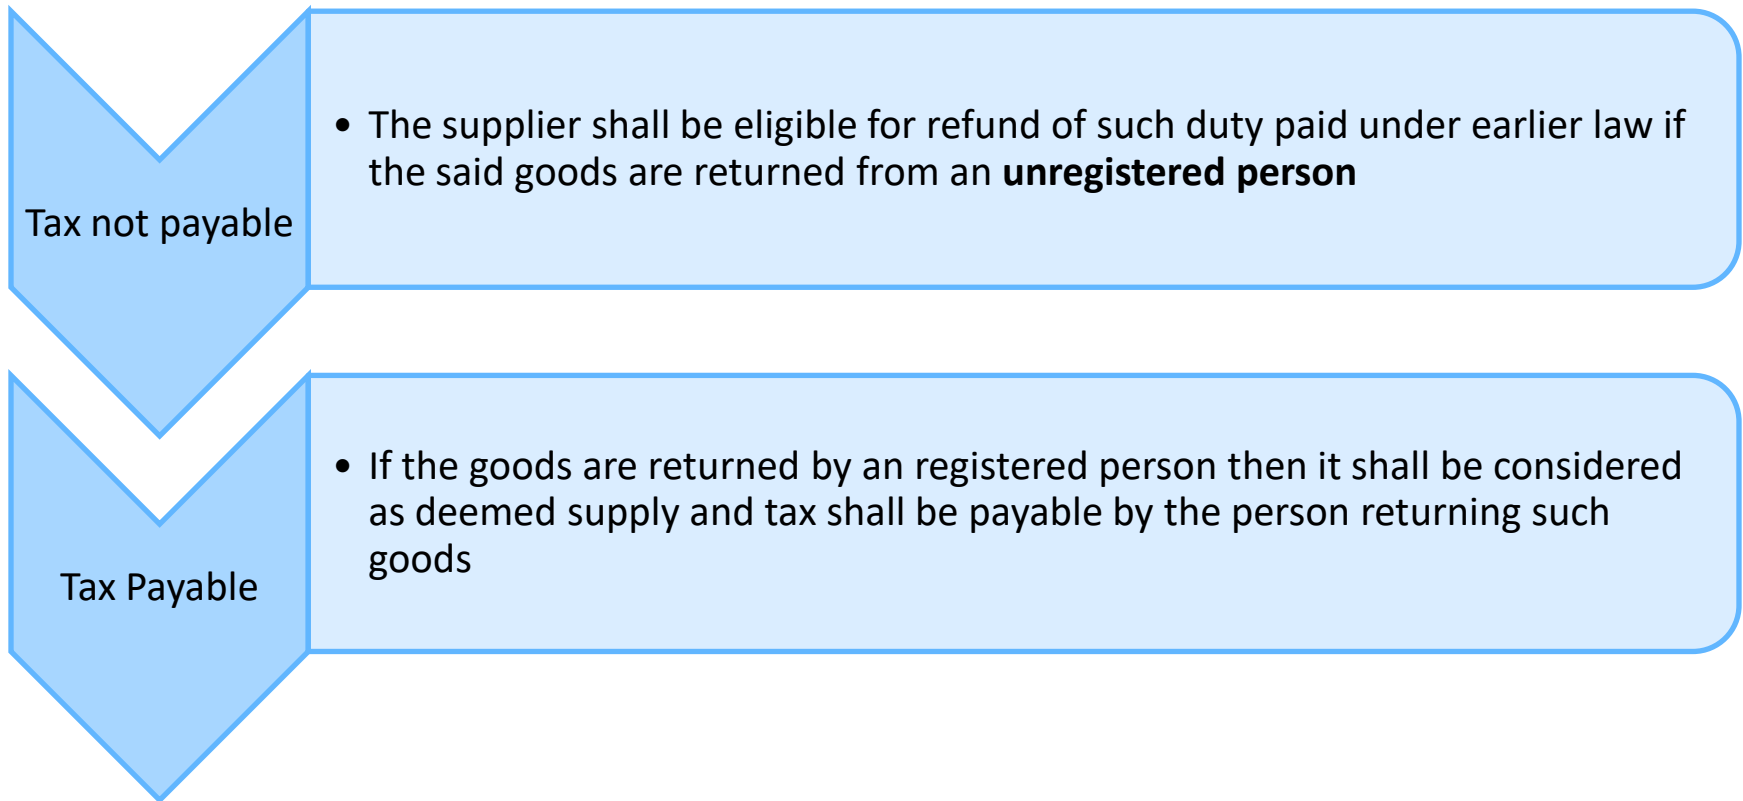 Tax not payable
• The supplier shall be eligible for refund of such duty paid under earlier law if
the said goods are returned from an unregistered person
Tax Payable
• If the goods are returned by an registered person then it shall be considered
as deemed supply and tax shall be payable by the person returning such
goods